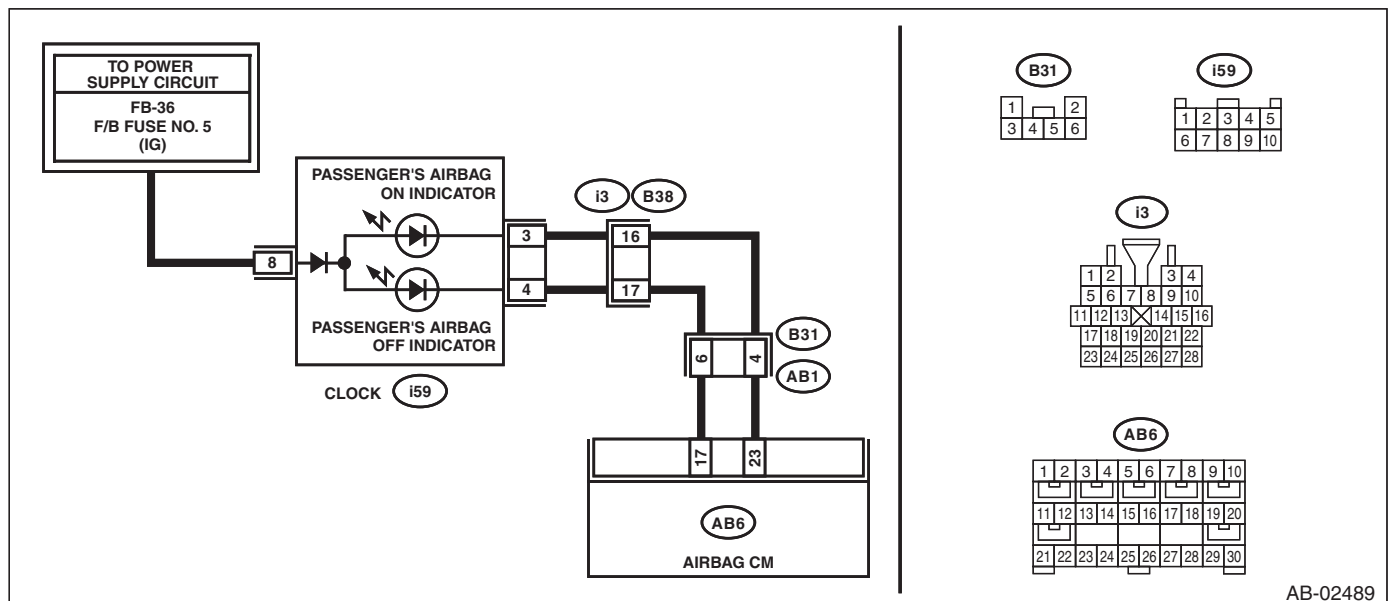 TO POWER
SUPPLY CIRCUIT
FB-36
F/B FUSE NO. 5
(IG)
PASSENGER'S AIRBAG
ON INDICATOR
8
3
4
PASSENGER'S AIRBAG
OFF INDICATOR
CLOCK i59
i3 B38
16
17
B31
6 4
AB1
17 23
AB6
AIRBAG CM
B31
1 2
3 4 5 6
i59
1 2 3 4 5
6 7 8 9 10
i3
1 2 3 4
5 6 7 8 9 10
11 12 13 14 15 16
17 18 19 20 21 22
23 24 25 26 27 28
AB6
1 2 3 4 5 6 7 8 9 10
11 12 13 14 15 16 17 18 19 20
21 22 23 24 25 26 27 28 29 30
AB-02489